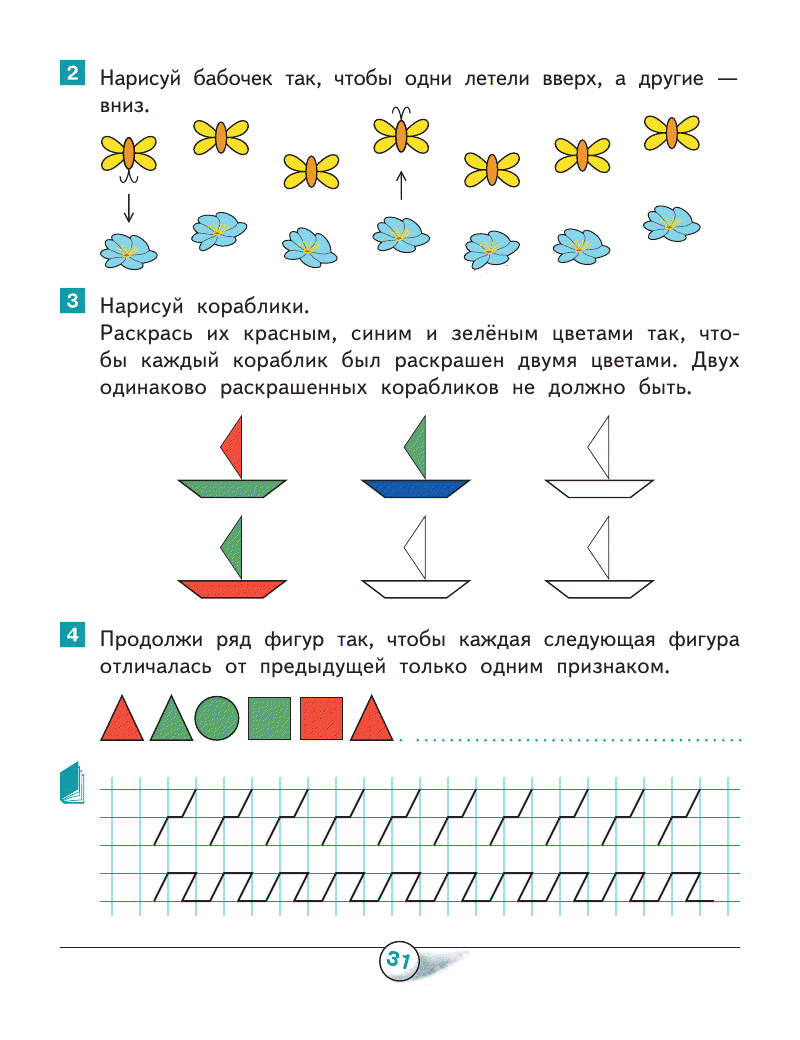 2 Нарисуй бабочек так, чтобы одни летели вверх, а другие —
вниз.
3 Нарисуй кораблики.
Раскрась их красным, синим и зелёным цветами так, что-
бы каждый кораблик был раскрашен двумя цветами. Двух
одинаково раскрашенных корабликов не должно быть.
4 Продолжи ряд фигур так, чтобы каждая следующая фигура
отличалась от предыдущей только одним признаком.
31